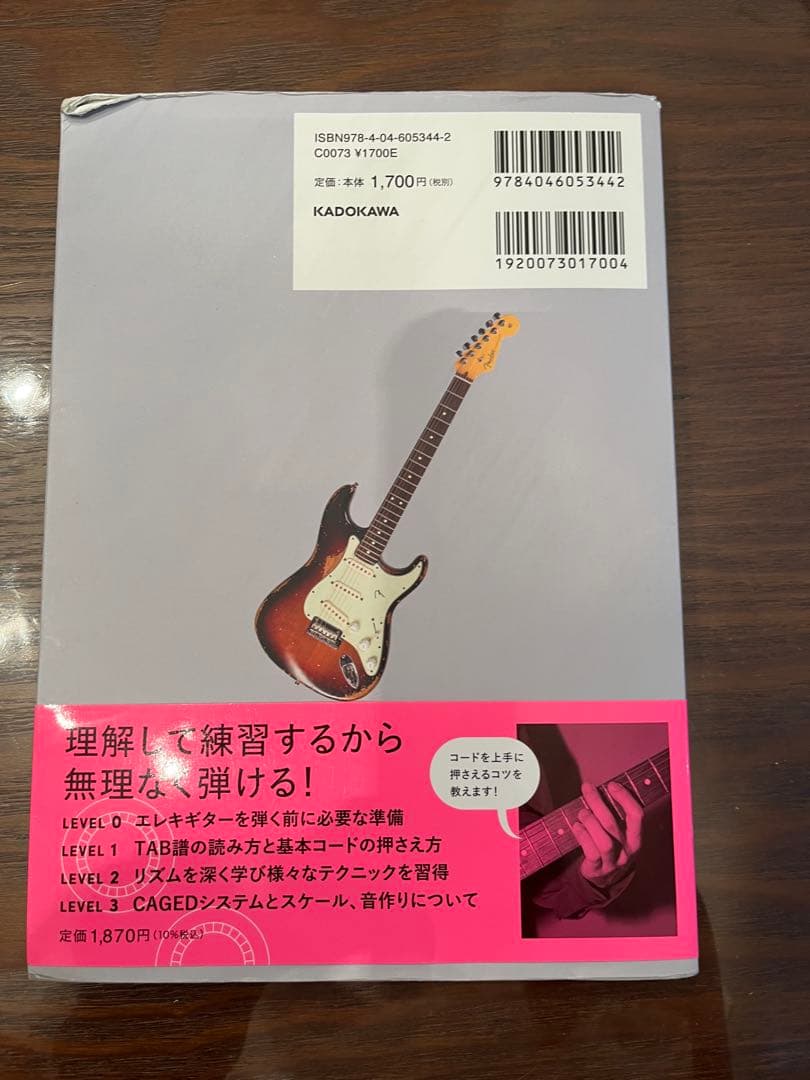 ISBN978-4-04-605344-2
C0073 ¥1700E
定価:本体 1,700円(税別)
KADOKAWA
9784046053442
1920073017004
Fender
理解して練習するから
無理なく弾ける!
コードを上手に
押さえるコツを
教えます!
LEVEL 0 エレキギターを弾く前に必要な準備
LEVEL 1 TAB譜の読み方と基本コードの押さえ方
LEVEL 2 リズムを深く学び様々なテクニックを習得
LEVEL 3 CAGEDシステムとスケール、音作りについて
定価1,870円(10%税込)